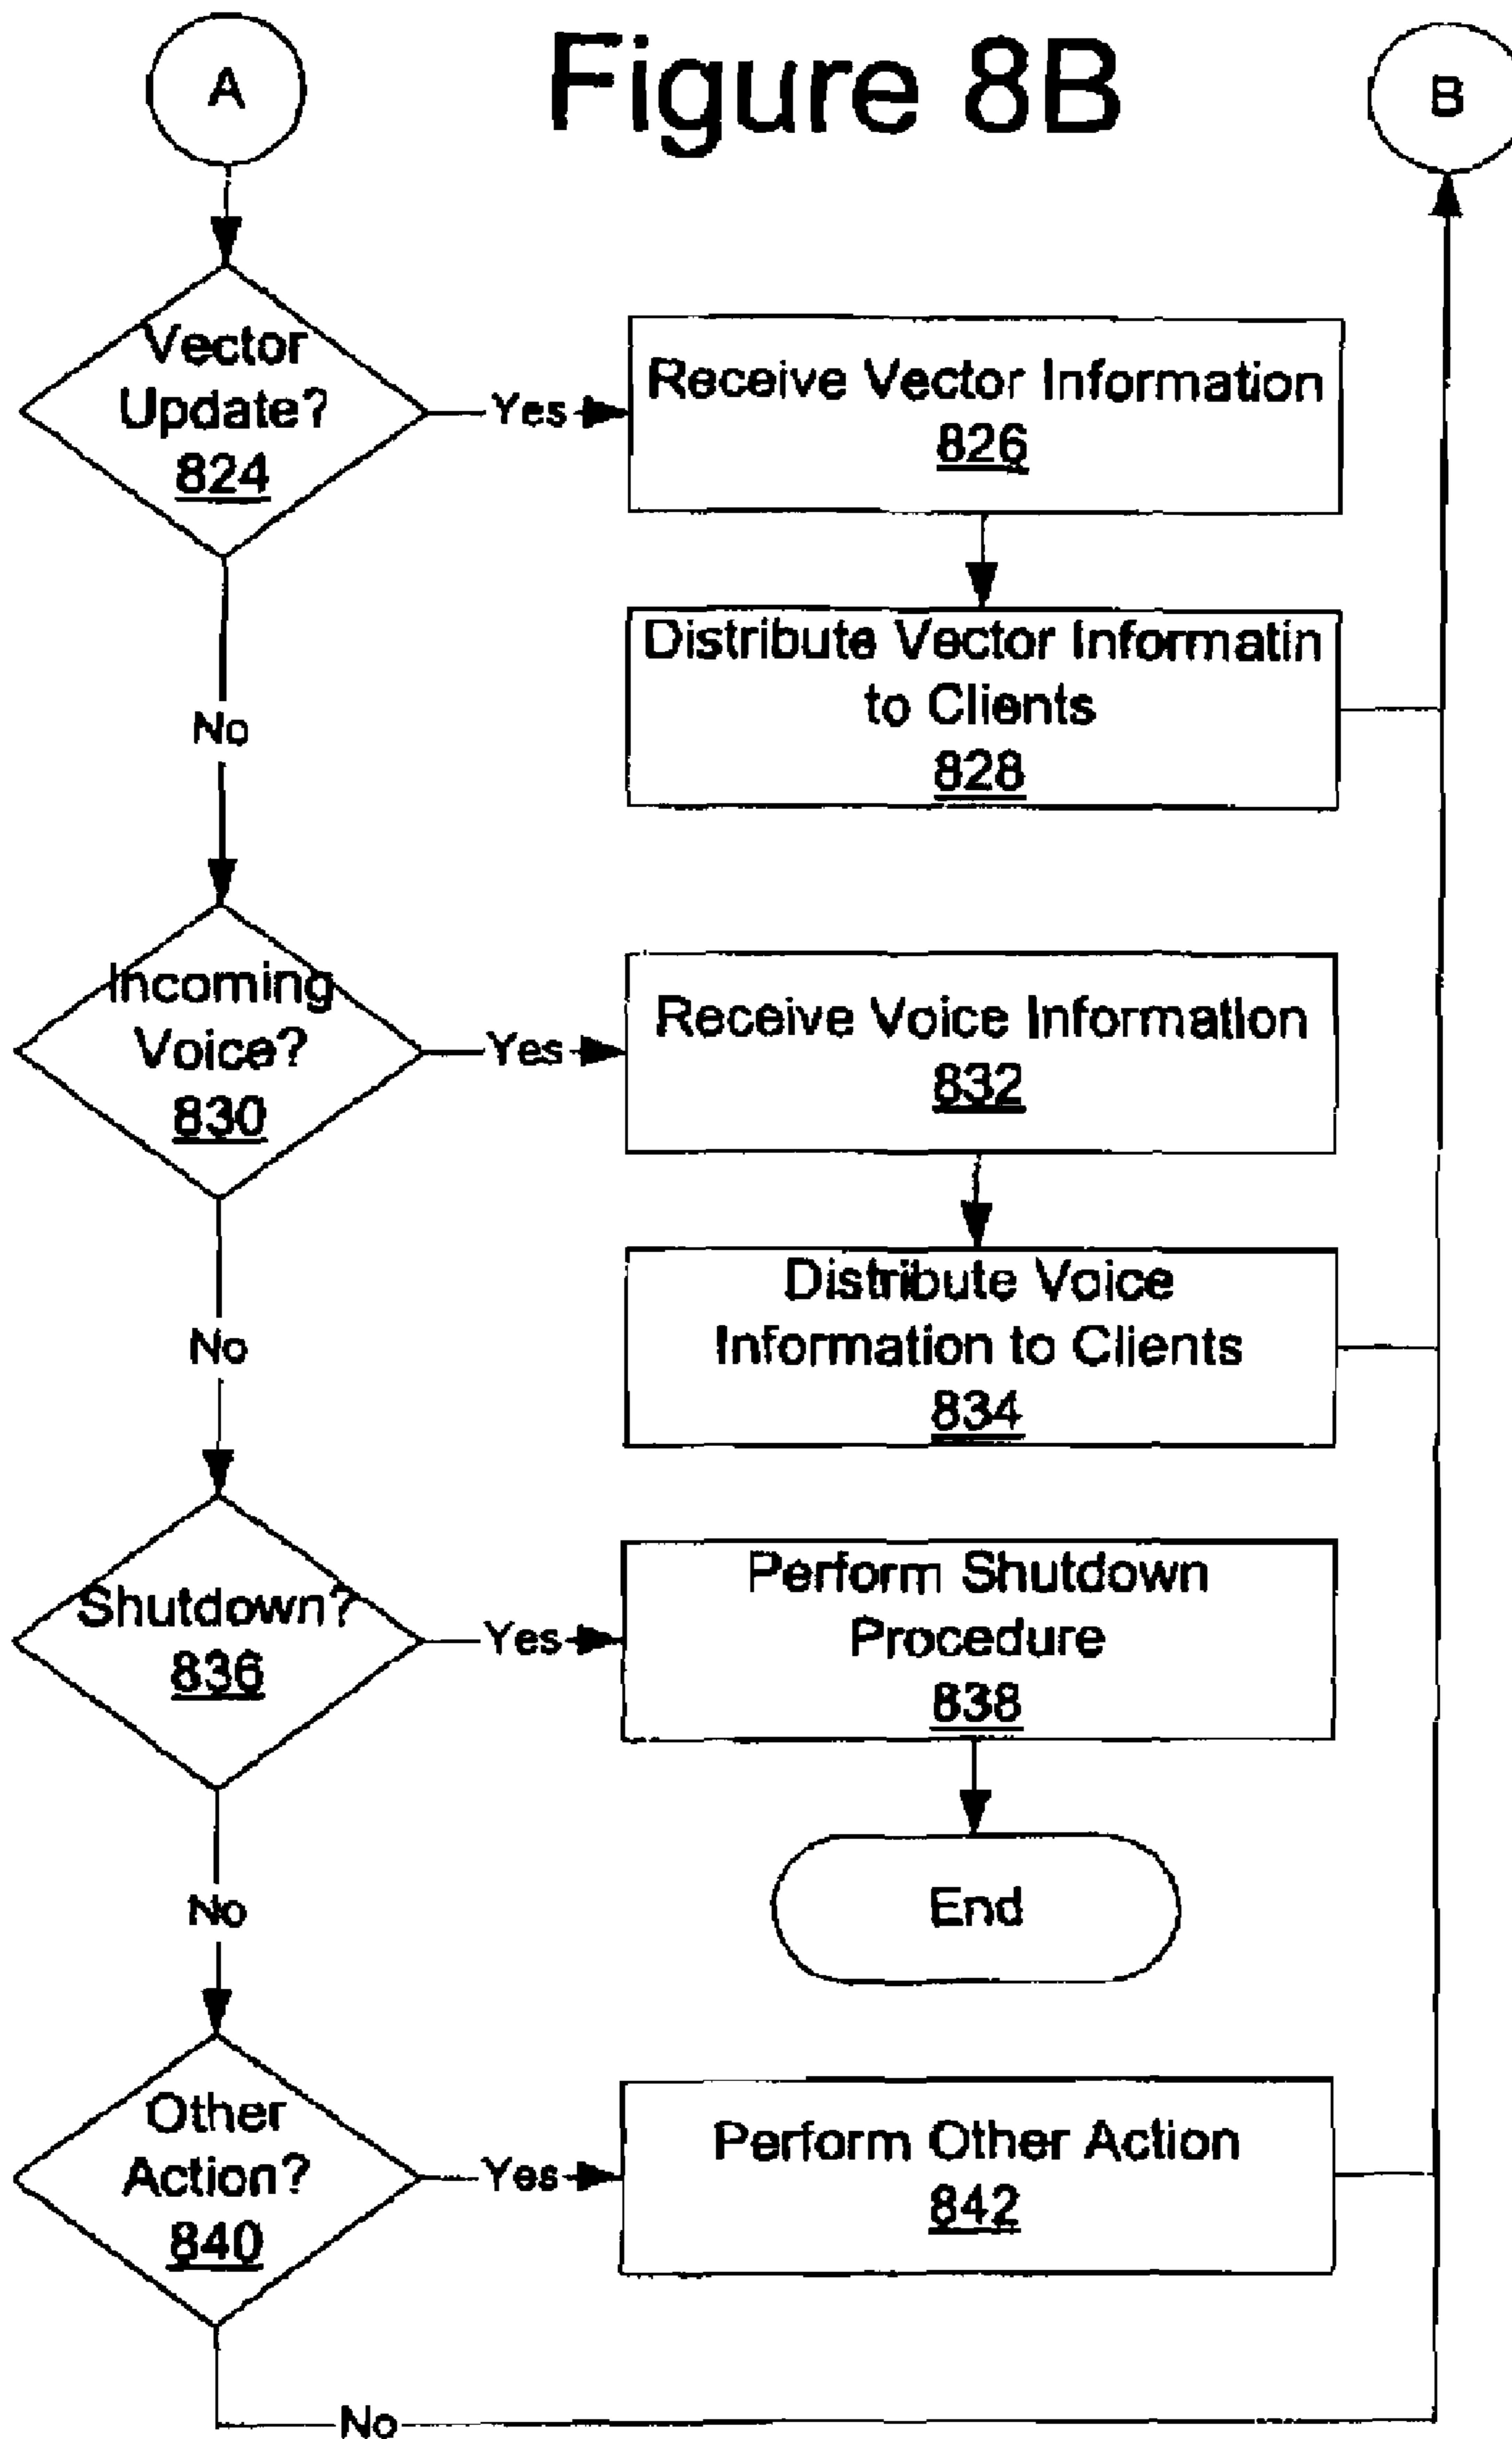 Figure 8B
A
B
Vector
Update?
824
Yes
Receive Vector Information
826
Distribute Vector Informatin
to Clients
828
No
Incoming
Voice?
830
Yes
Receive Voice Information
832
Distribute Voice
Information to Clients
834
No
Shutdown?
836
Yes
Perform Shutdown
Procedure
838
End
No
Other
Action?
840
Yes
Perform Other Action
842
No